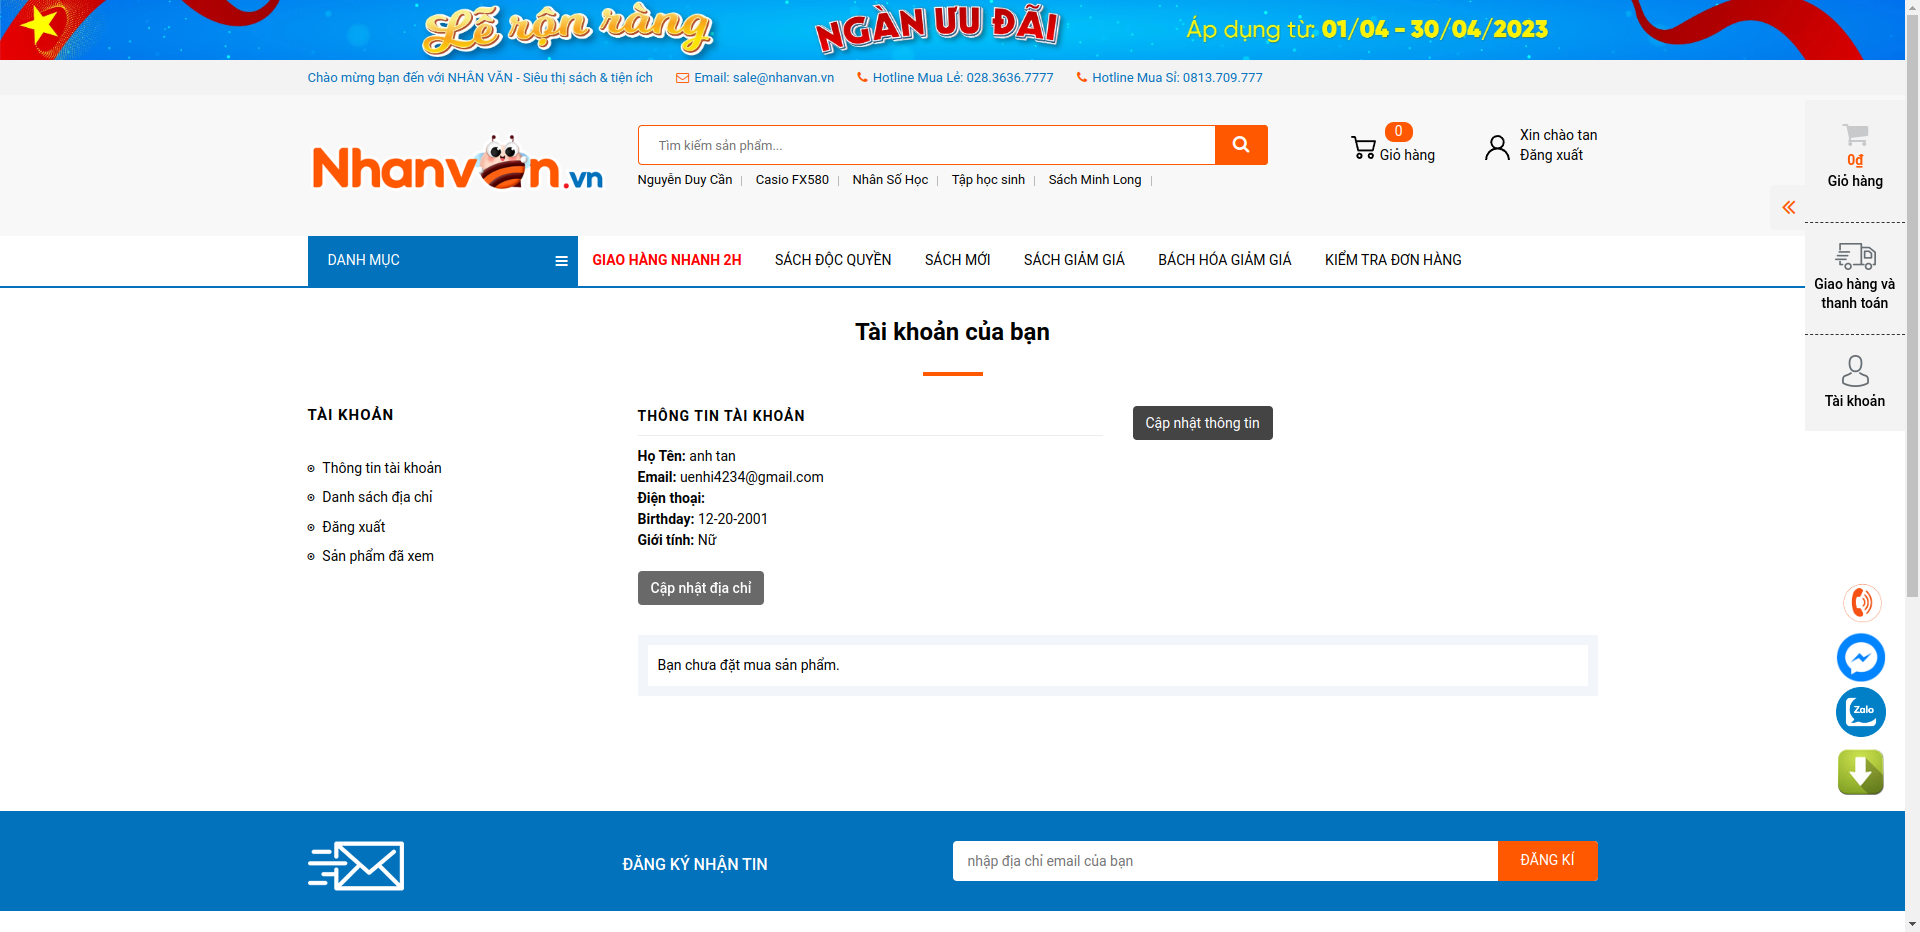 Lễ rộn ràng NGÀN ƯU ĐÃI Áp dụng từ: 01/04 - 30/04/2023
Chào mừng bạn đến với NHÂN VĂN - Siêu thị sách & tiện ích Email: sale@nhanvan.vn Hotline Mua Lẻ: 028.3636.7777 Hotline Mua Sỉ: 0813.709.777
Nhanvan.vn
Tìm kiếm sản phẩm...
Nguyễn Duy Cần Casio FX580 Nhân Số Học Tập học sinh Sách Minh Long
0
Giỏ hàng
Xin chào tan
Đăng xuất
0₫
Giỏ hàng
Giao hàng và
thanh toán
Tài khoản
DANH MỤC GIAO HÀNG NHANH 2H SÁCH ĐỘC QUYỀN SÁCH MỚI SÁCH GIẢM GIÁ BÁCH HÓA GIẢM GIÁ KIỂM TRA ĐƠN HÀNG
Tài khoản của bạn
TÀI KHOẢN
Thông tin tài khoản
Danh sách địa chỉ
Đăng xuất
Sản phẩm đã xem
THÔNG TIN TÀI KHOẢN
Cập nhật thông tin
Họ Tên: anh tan
Email: uenhi4234@gmail.com
Điện thoại:
Birthday: 12-20-2001
Giới tính: Nữ
Cập nhật địa chỉ
Bạn chưa đặt mua sản phẩm.
Zalo
ĐĂNG KÝ NHẬN TIN
nhập địa chỉ email của bạn
ĐĂNG KÍ